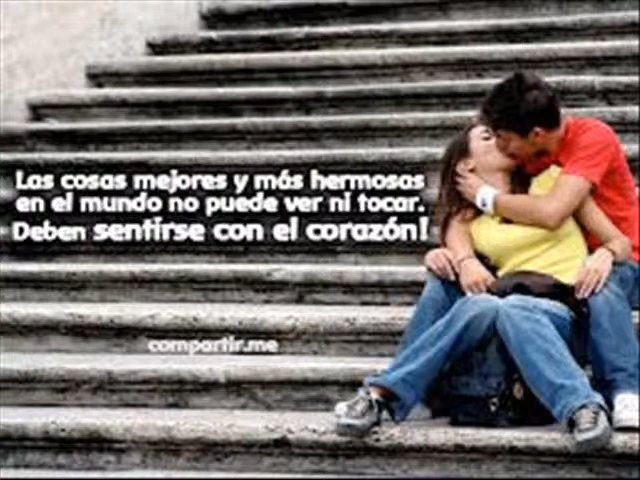 Las cosas mejores y más hermosas
en el mundo no puede ver ni tocar.
Deben sentirse con el corazón!
compartir.me